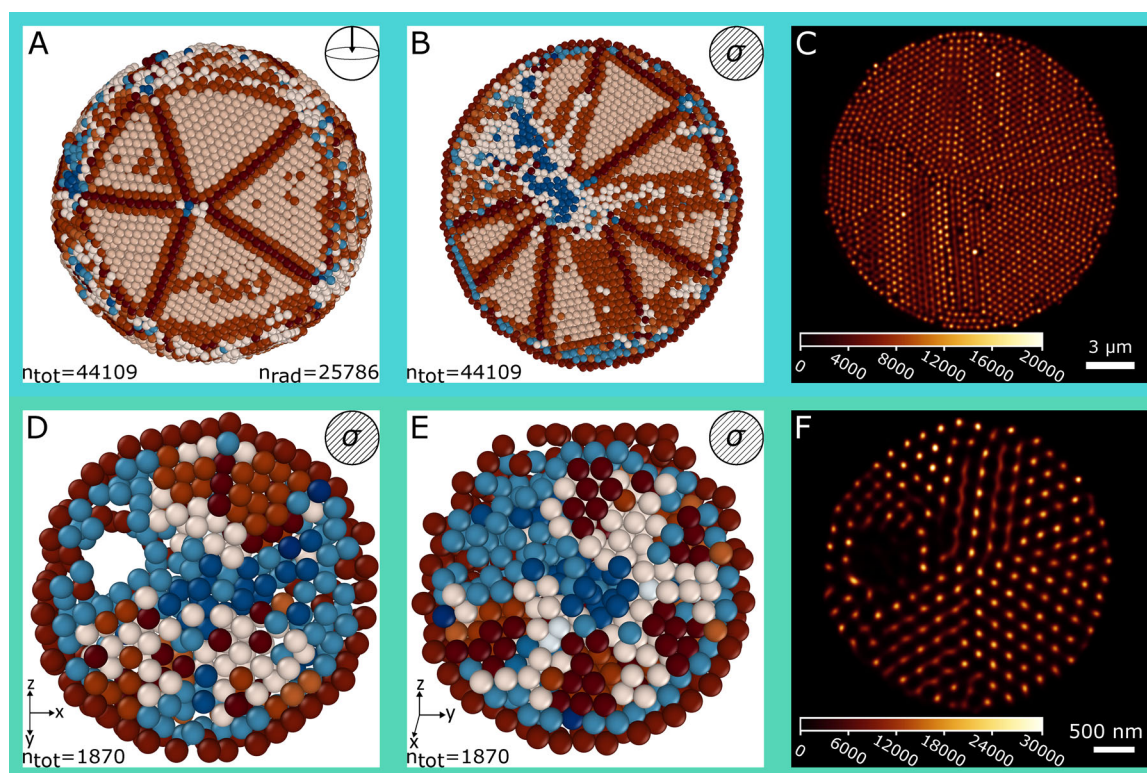 A
B
σ
C
n_tot=44109
n_rad=25786
n_tot=44109
0 4000 8000 12000 16000 20000
3 μm
D
σ
E
σ
F
z
x
y
n_tot=1870
z
y
x
n_tot=1870
0 6000 12000 18000 24000 30000
500 nm